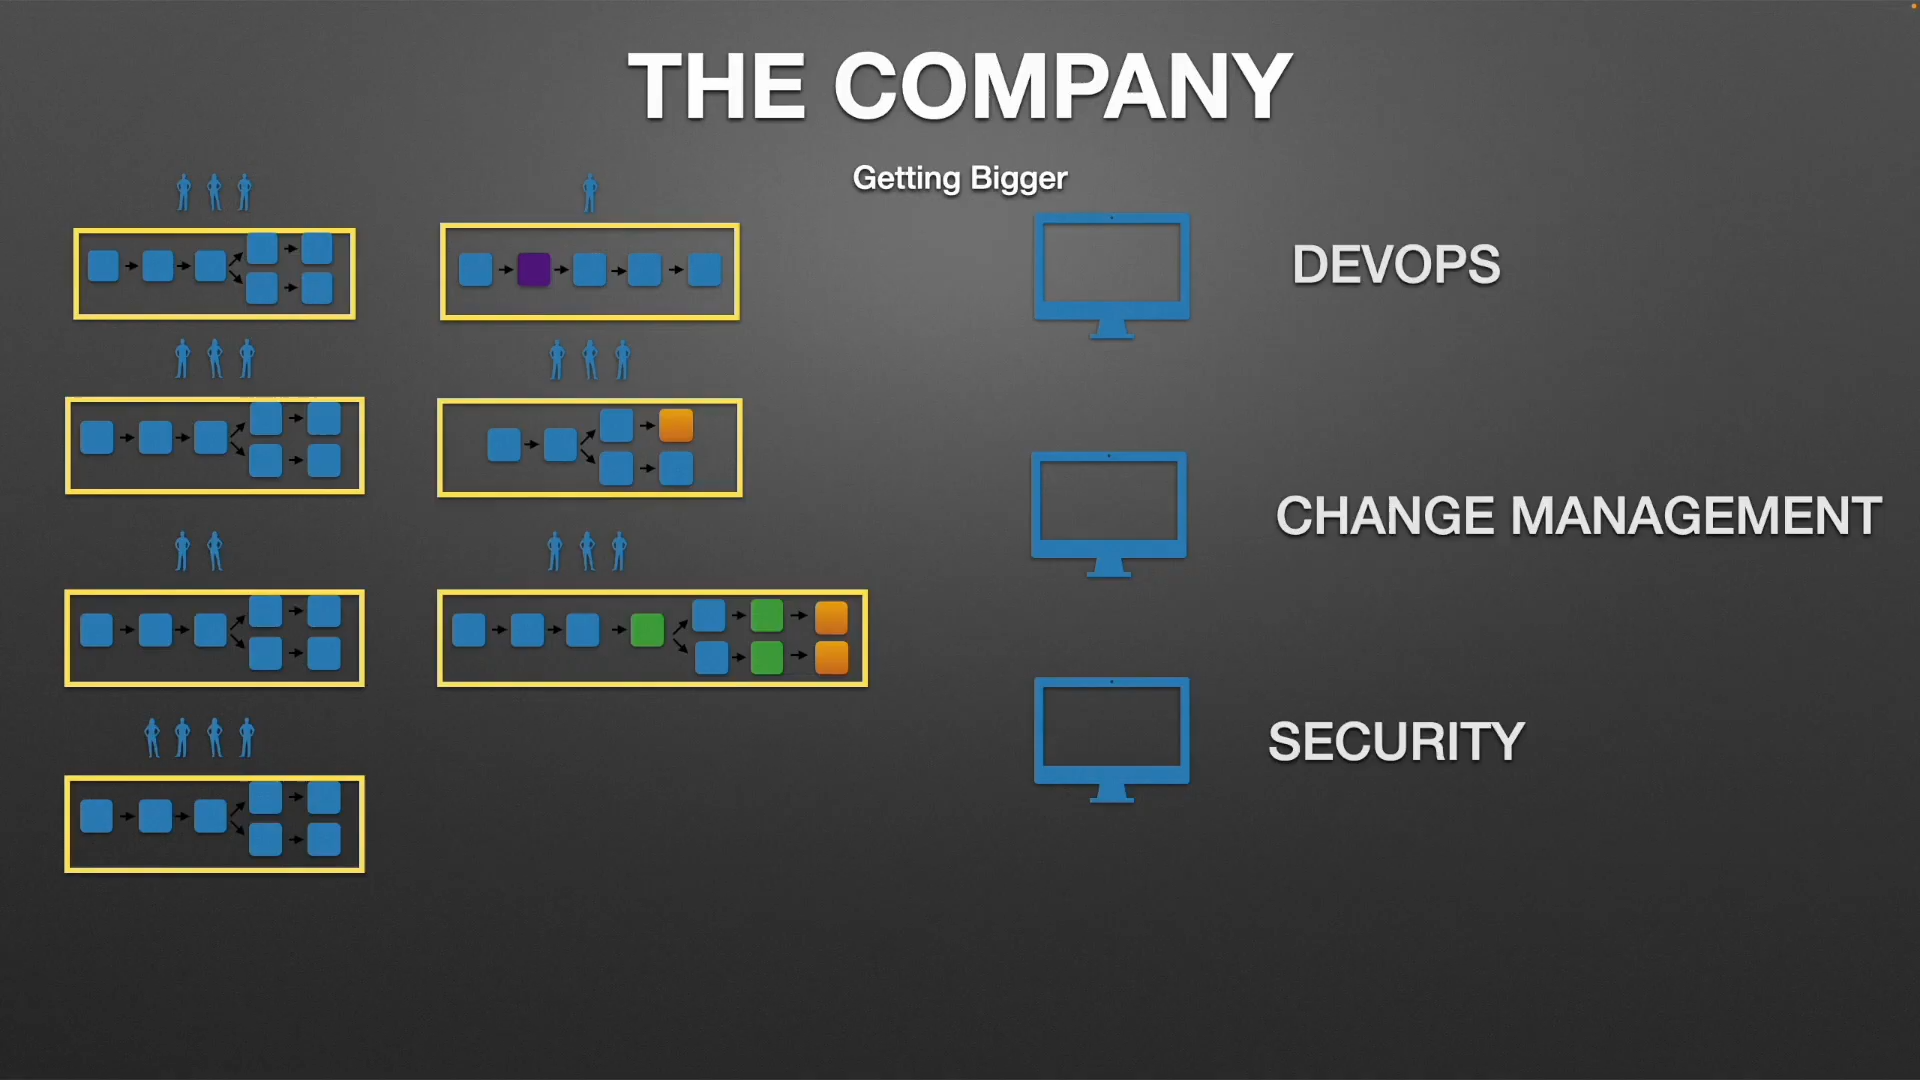 THE COMPANY
Getting Bigger
DEVOPS
CHANGE MANAGEMENT
SECURITY